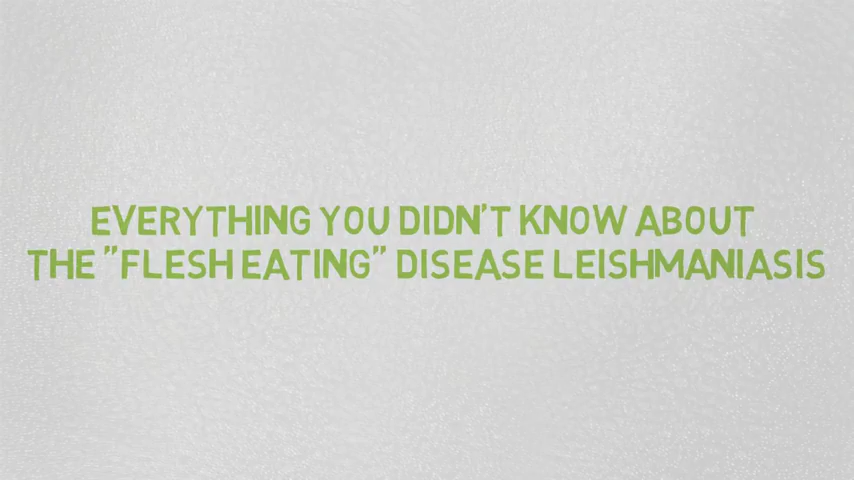 EVERYTHING YOU DIDN'T KNOW ABOUT
THE "FLESH EATING" DISEASE LEISHMANIASIS